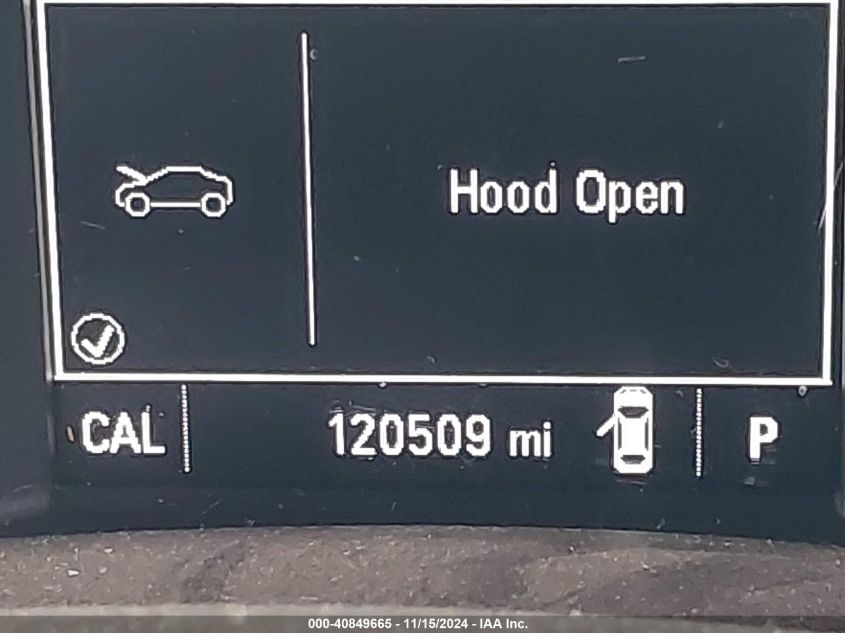 Hood Open
CAL 120509 mi P
000-40849665 - 11/15/2024 - IAA Inc.